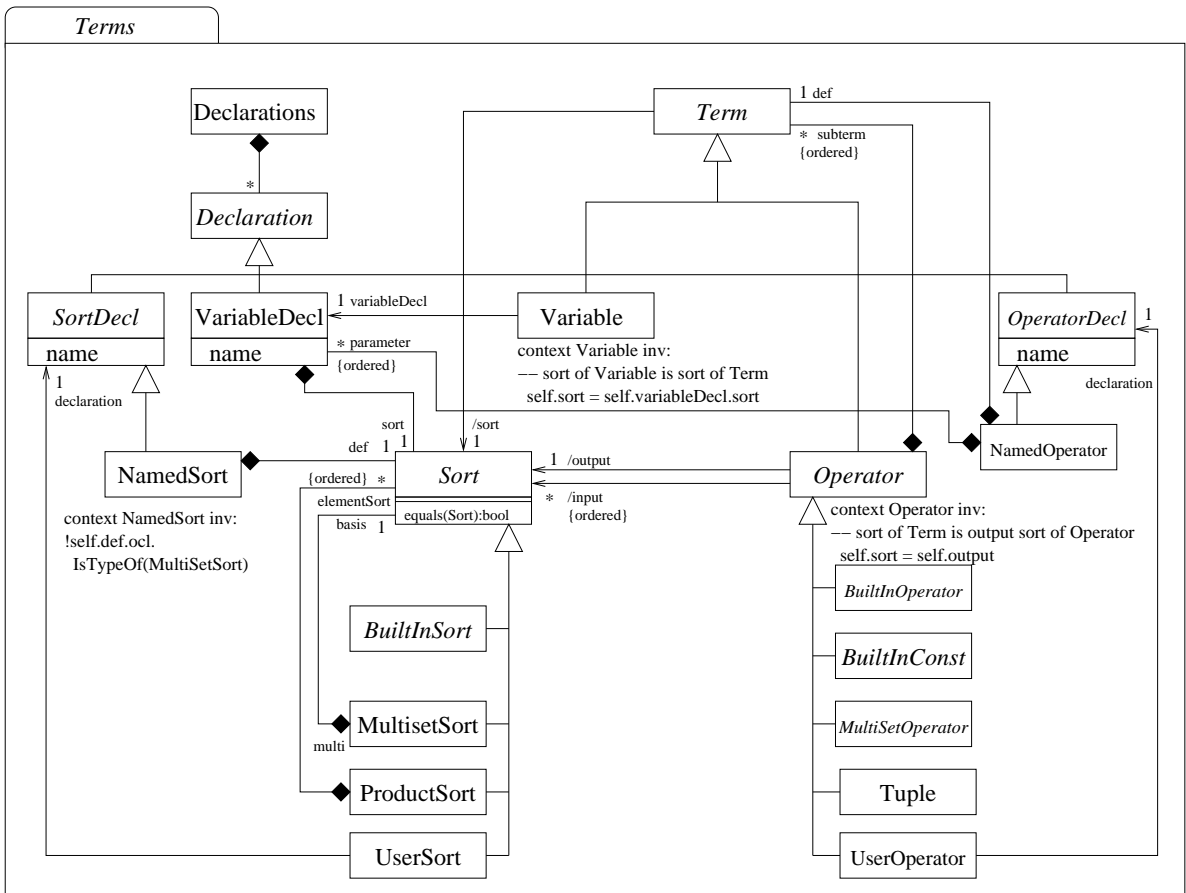 Terms
Declarations
*
Declaration
Term
1 def
* subterm
{ordered}
SortDecl
name
VariableDecl
name
1 variableDecl
* parameter
{ordered}
Variable
context Variable inv:
−− sort of Variable is sort of Term
self.sort = self.variableDecl.sort
OperatorDecl
name
1
declaration
1
declaration
NamedSort
context NamedSort inv:
!self.def.ocl.
IsTypeOf(MultiSetSort)
sort
1
/sort
1
def 1
{ordered} *
elementSort
basis 1
Sort
equals(Sort):bool
1 /output
* /input
{ordered}
Operator
context Operator inv:
−− sort of Term is output sort of Operator
self.sort = self.output
NamedOperator
BuiltInSort
MultisetSort
multi
ProductSort
UserSort
BuiltInOperator
BuiltInConst
MultiSetOperator
Tuple
UserOperator